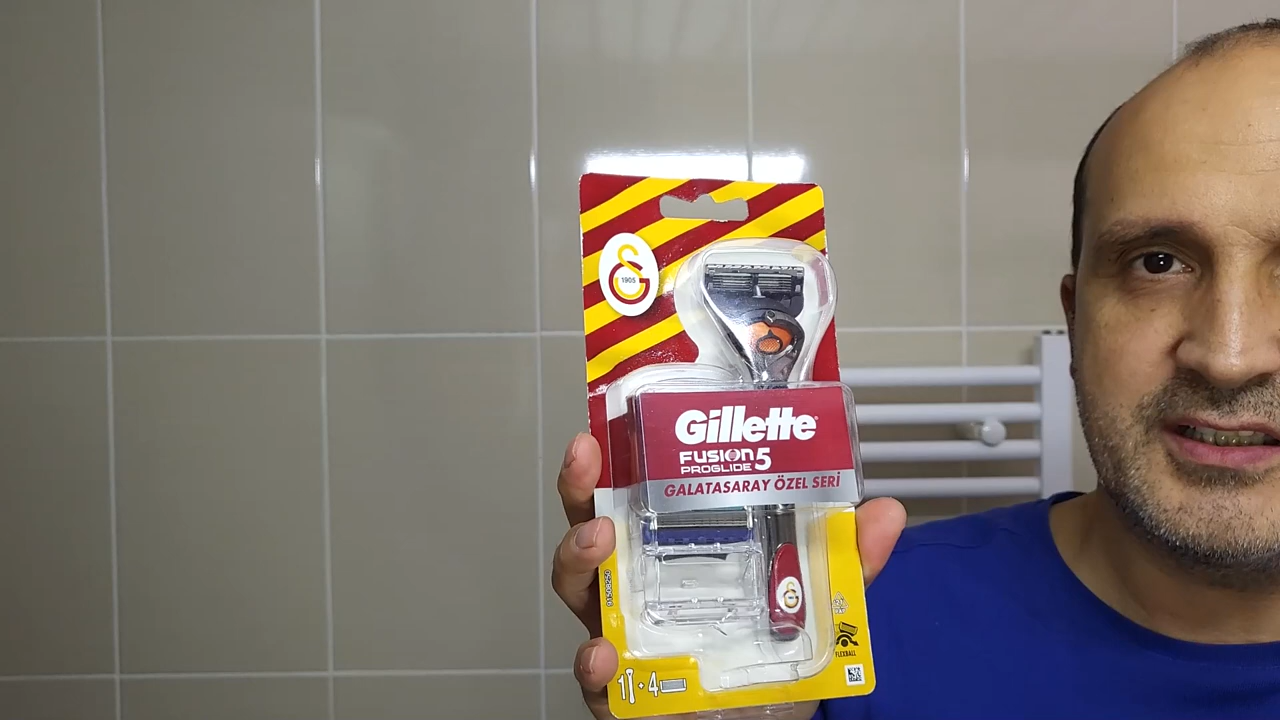 1905
Gillette
FUSION5
PROGLIDE
GALATASARAY ÖZEL SERİ
FLEXBALL
1 + 4